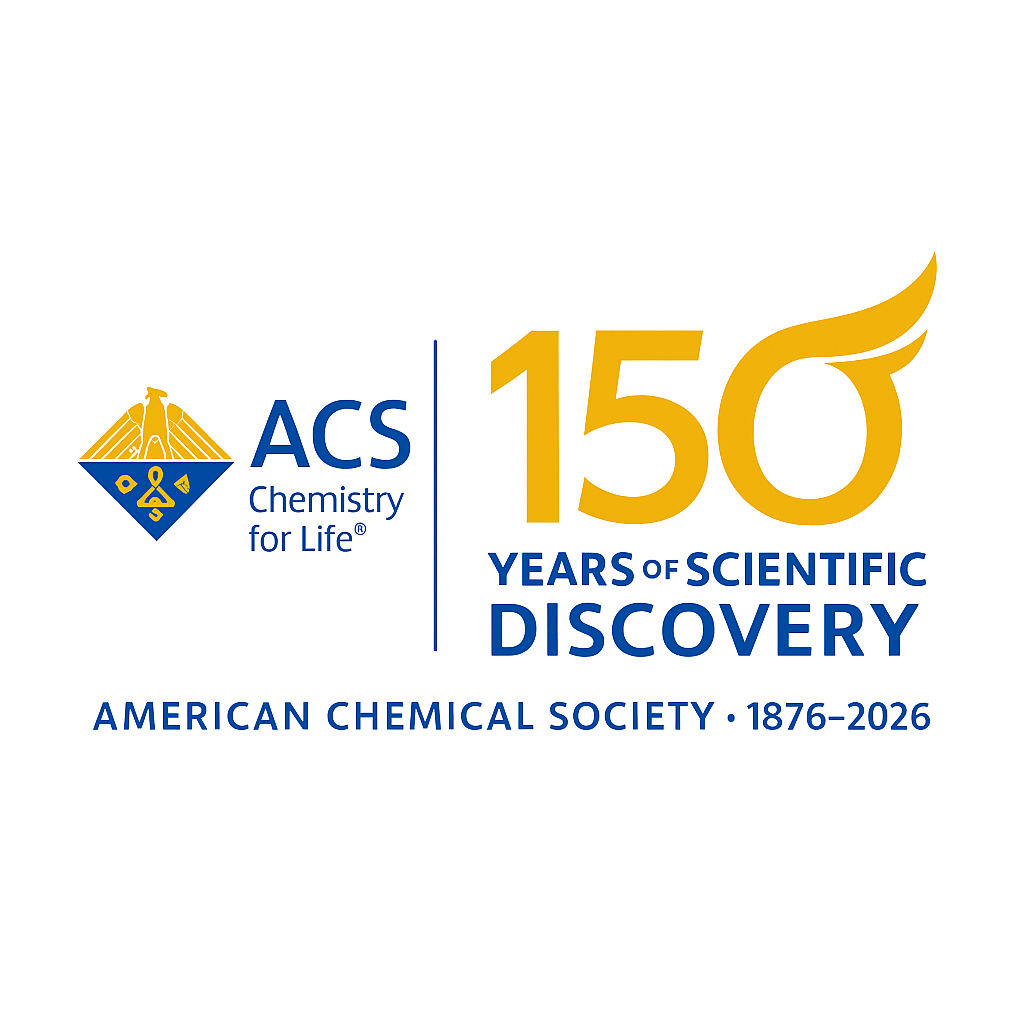 ACS
Chemistry
for Life®
150
YEARS OF SCIENTIFIC
DISCOVERY
AMERICAN CHEMICAL SOCIETY · 1876–2026